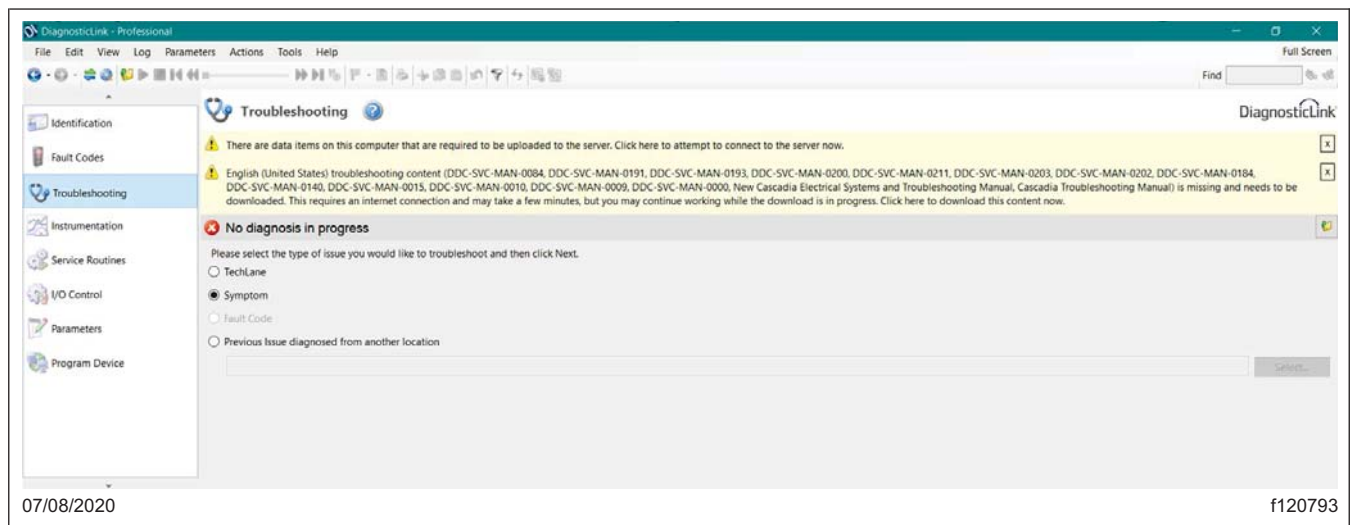 DiagnosticLink - Professional
File Edit View Log Parameters Actions Tools Help Full Screen
Find
Identification
Fault Codes
Troubleshooting
Instrumentation
Service Routines
I/O Control
Parameters
Program Device
Troubleshooting
DiagnosticLink
There are data items on this computer that are required to be uploaded to the server. Click here to attempt to connect to the server now.
x
English (United States) troubleshooting content (DDC-SVC-MAN-0084, DDC-SVC-MAN-0191, DDC-SVC-MAN-0193, DDC-SVC-MAN-0200, DDC-SVC-MAN-0211, DDC-SVC-MAN-0203, DDC-SVC-MAN-0202, DDC-SVC-MAN-0184,
DDC-SVC-MAN-0140, DDC-SVC-MAN-0015, DDC-SVC-MAN-0010, DDC-SVC-MAN-0009, DDC-SVC-MAN-0000, New Cascadia Electrical Systems and Troubleshooting Manual, Cascadia Troubleshooting Manual) is missing and needs to be
downloaded. This requires an internet connection and may take a few minutes, but you may continue working while the download is in progress. Click here to download this content now.
x
No diagnosis in progress
Please select the type of issue you would like to troubleshoot and then click Next.
TechLane
Symptom
Fault Code
Previous Issue diagnosed from another location
Select...
07/08/2020
f120793